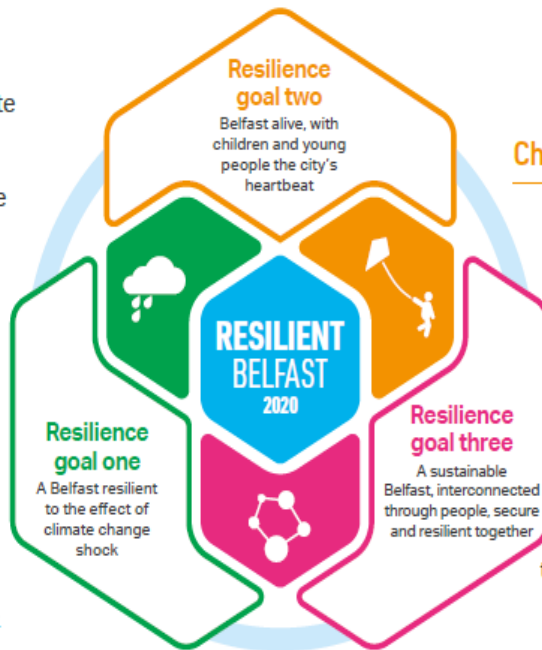 te
e
Ch
Resilience
goal two
Belfast alive, with
children and young
people the city's
heartbeat
RESILIENT
BELFAST
2020
Resilience
goal one
A Belfast resilient
to the effect of
climate change
shock
Resilience
goal three
A sustainable
Belfast, interconnected
through people, secure
and resilient together